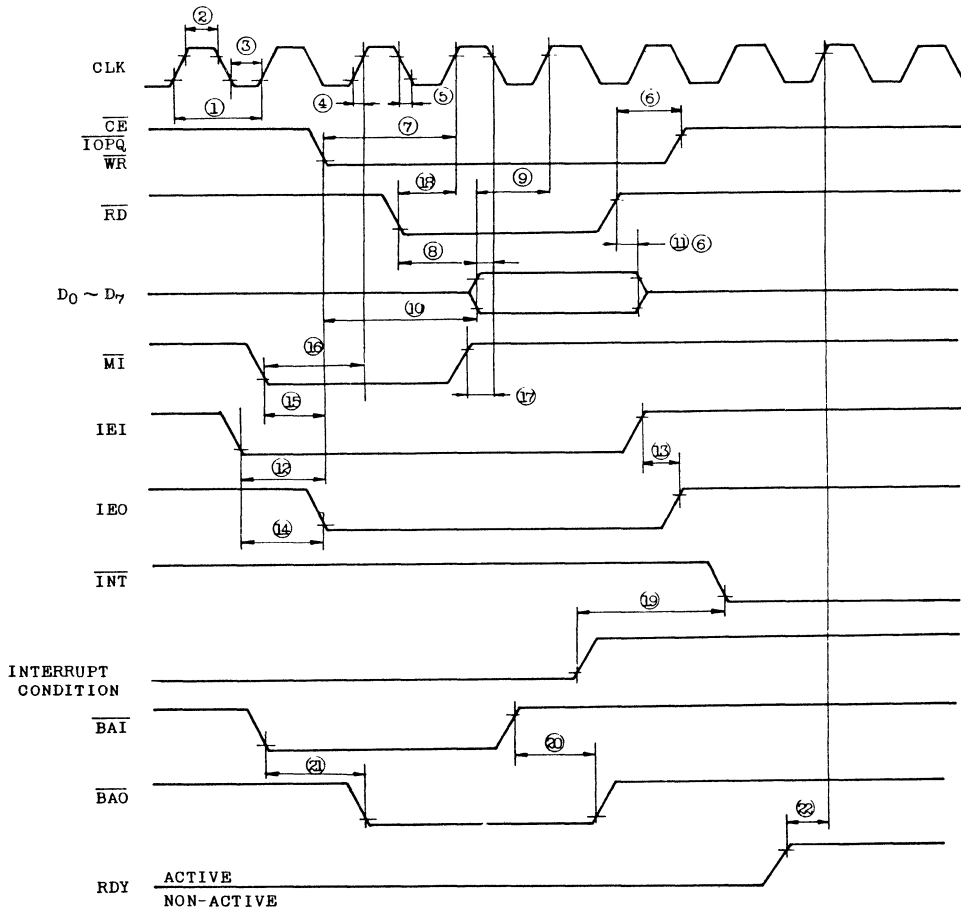 ② ③
CLK
④ ⑤
① ⑥
CE
IOPQ
WR
⑦
⑱ ⑨
RD
⑧ ⑪⑥
D0 ~ D7
⑩
MI
⑯
⑮ ⑰
IEI
⑫ ⑬
IEO
⑭
INT
⑲
INTERRUPT
CONDITION
BAI
㉑ ⑳
BAO
㉒
RDY ACTIVE
NON-ACTIVE